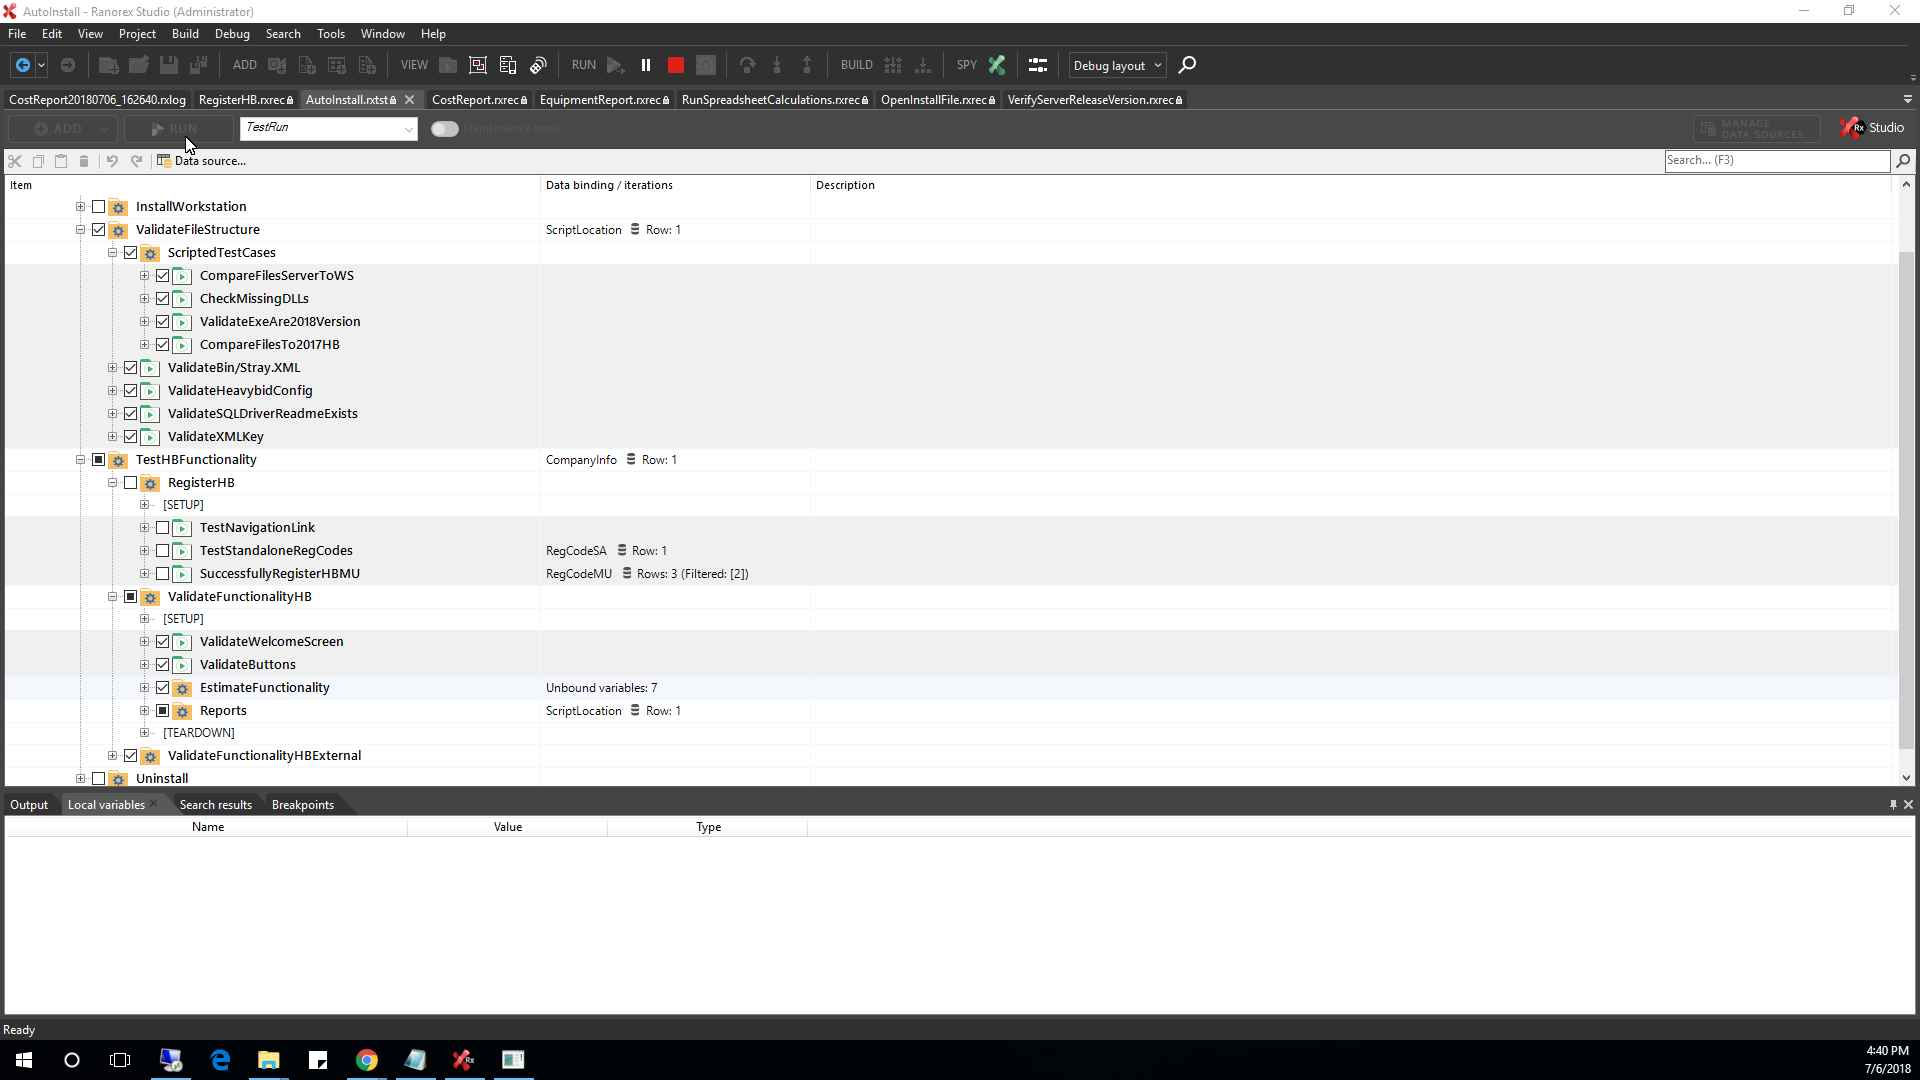 AutoInstall - Ranorex Studio (Administrator)
File Edit View Project Build Debug Search Tools Window Help
ADD VIEW RUN BUILD SPY Debug layout
CostReport20180706_162640.rxlog RegisterHB.rxrec AutoInstall.rxtst CostReport.rxrec EquipmentReport.rxrec RunSpreadsheetCalculations.rxrec OpenInstallFile.rxrec VerifyServerReleaseVersion.rxrec
ADD RUN TestRun Maintenance mode MANAGE DATA SOURCES... Rx Studio
Data source... Search... (F3)
Item Data binding / iterations Description
InstallWorkstation
ValidateFileStructure ScriptLocation Row: 1
ScriptedTestCases
CompareFilesServerToWS
CheckMissingDLLs
ValidateExeAre2018Version
CompareFilesTo2017HB
ValidateBin/Stray.XML
ValidateHeavybidConfig
ValidateSQLDriverReadmeExists
ValidateXMLKey
TestHBFunctionality CompanyInfo Row: 1
RegisterHB
[SETUP]
TestNavigationLink
TestStandaloneRegCodes RegCodeSA Row: 1
SuccessfullyRegisterHBMU RegCodeMU Rows: 3 (Filtered: [2])
ValidateFunctionalityHB
[SETUP]
ValidateWelcomeScreen
ValidateButtons
EstimateFunctionality Unbound variables: 7
Reports ScriptLocation Row: 1
[TEARDOWN]
ValidateFunctionalityHBExternal
Uninstall
Output Local variables Search results Breakpoints
Name Value Type
Ready
4:40 PM
7/6/2018